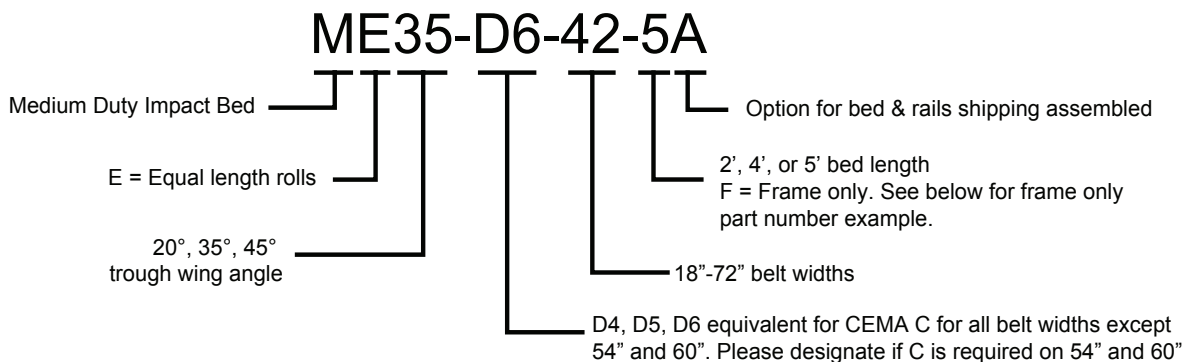 ME35-D6-42-5A
Medium Duty Impact Bed
Option for bed & rails shipping assembled
E = Equal length rolls
2’, 4’, or 5’ bed length
F = Frame only. See below for frame only
part number example.
20°, 35°, 45°
trough wing angle
18”-72” belt widths
D4, D5, D6 equivalent for CEMA C for all belt widths except
54” and 60”. Please designate if C is required on 54” and 60”